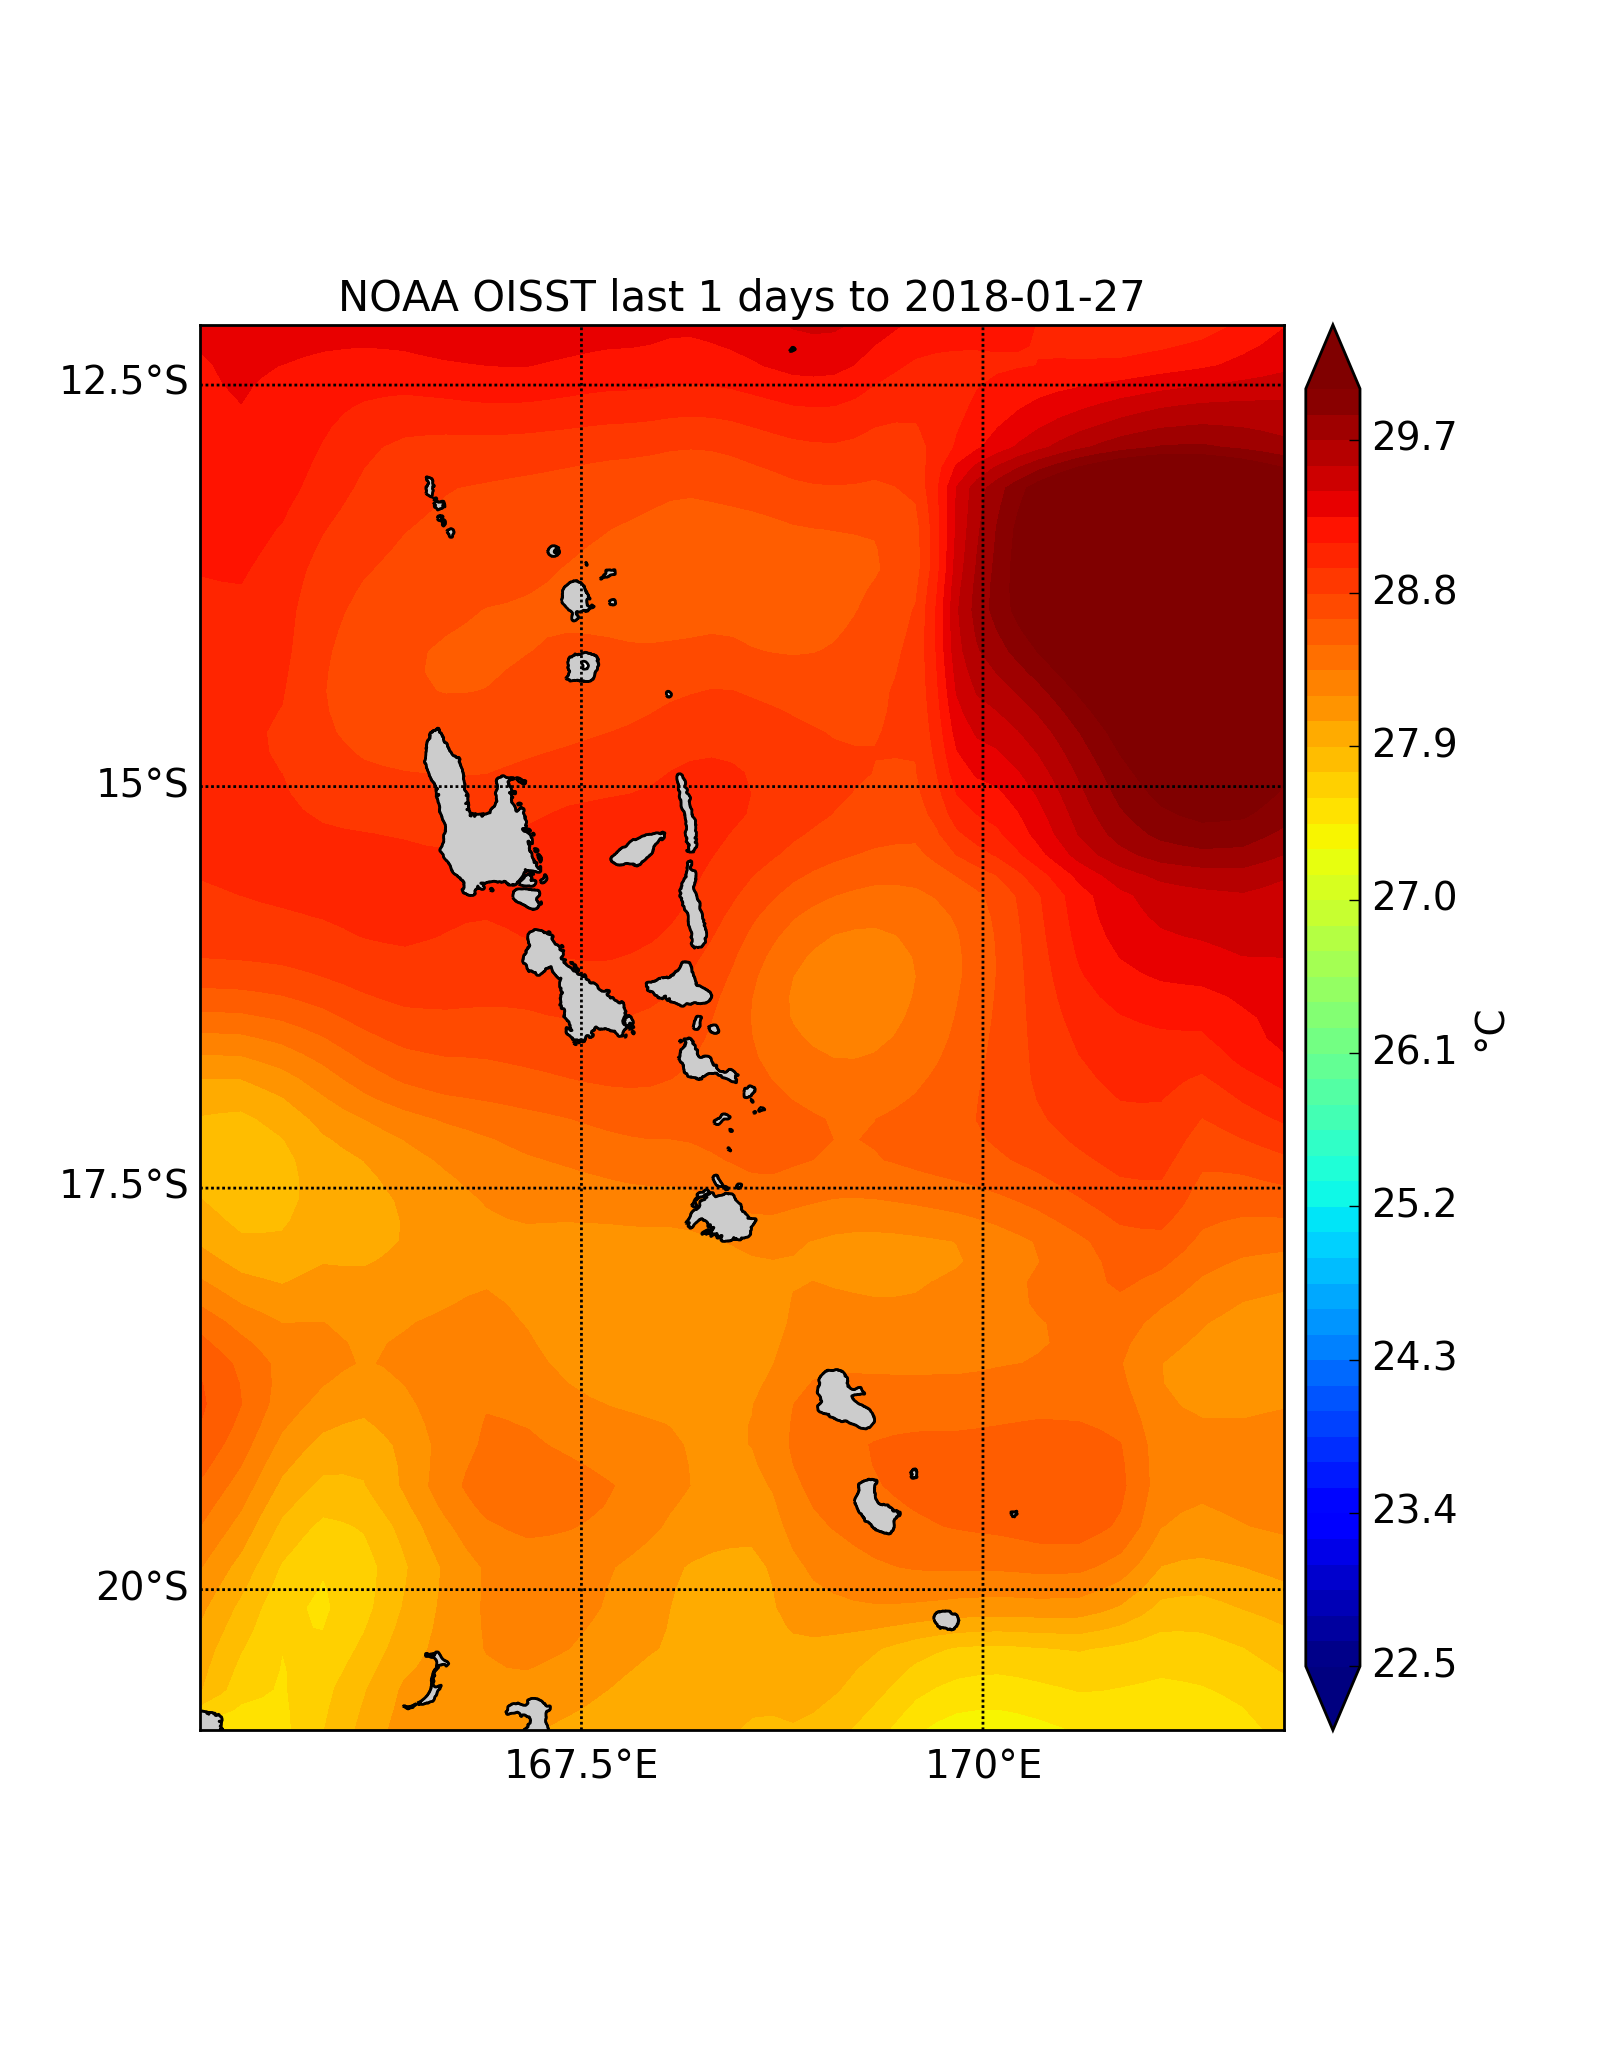 NOAA OISST last 1 days to 2018-01-27
12.5°S
15°S
17.5°S
20°S
167.5°E
170°E
29.7
28.8
27.9
27.0
26.1
25.2
24.3
23.4
22.5
°C